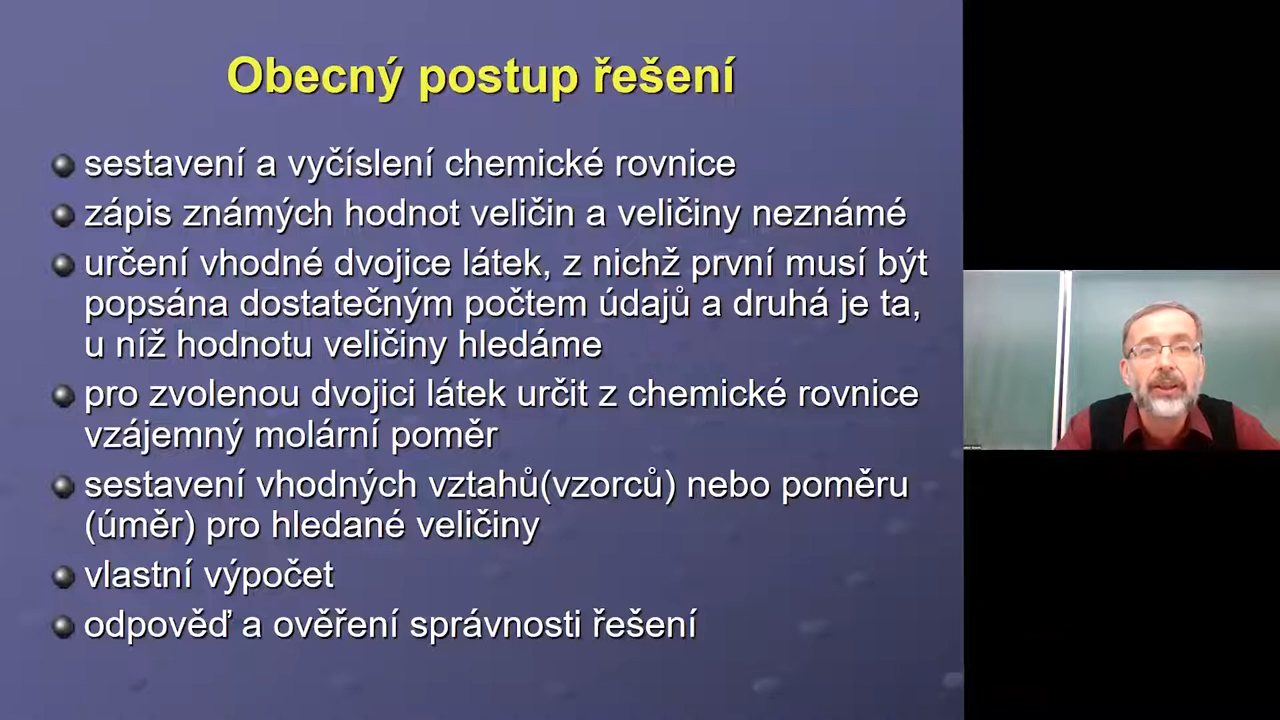 Obecný postup řešení
sestavení a vyčíslení chemické rovnice
zápis známých hodnot veličin a veličiny neznámé
určení vhodné dvojice látek, z nichž první musí být
popsána dostatečným počtem údajů a druhá je ta,
u níž hodnotu veličiny hledáme
pro zvolenou dvojici látek určit z chemické rovnice
vzájemný molární poměr
sestavení vhodných vztahů(vzorců) nebo poměru
(úměr) pro hledané veličiny
vlastní výpočet
odpověď a ověření správnosti řešení